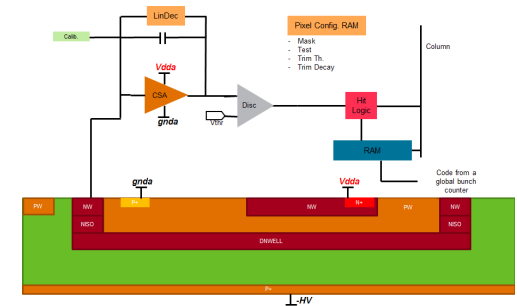 LinDec
Calib.
Vdda
CSA
gnda
Vthr
Disc
Pixel Config. RAM
- Mask
- Test
- Trim Th.
- Trim Decay
Column
Hit
Logic
RAM
Code from a
global bunch
counter
gnda
Vdda
PW
NW
P+
NW
N+
PW
NW
NISO
NISO
DNWELL
P+
-HV